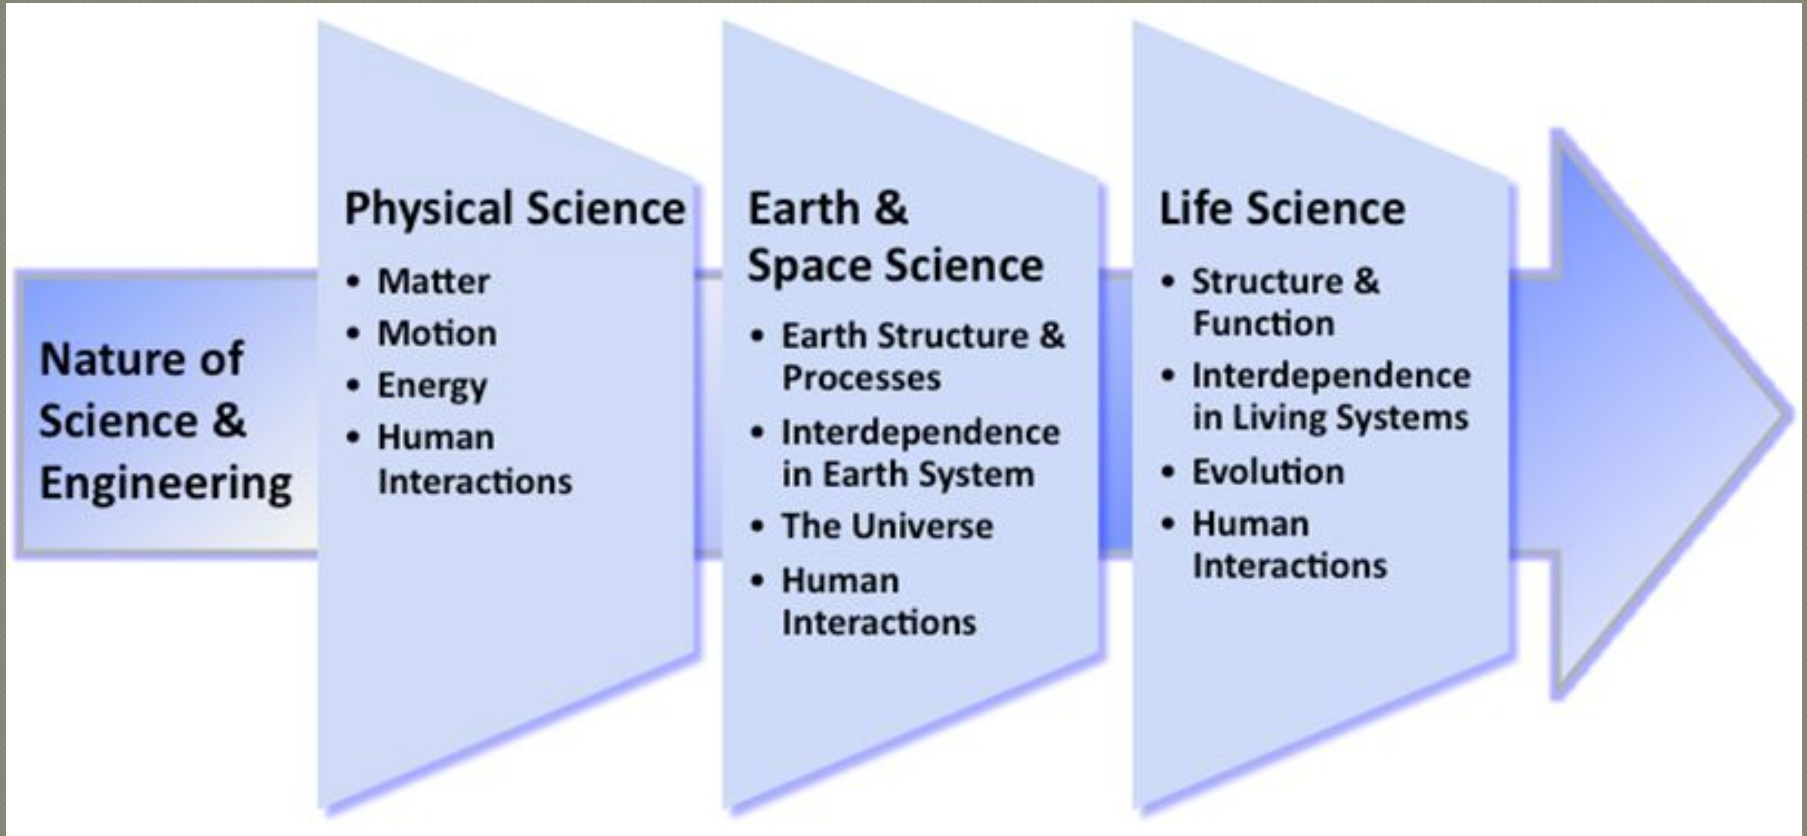 Nature of
Science &
Engineering
Physical Science
• Matter
• Motion
• Energy
• Human
Interactions
Earth &
Space Science
• Earth Structure &
Processes
• Interdependence
in Earth System
• The Universe
• Human
Interactions
Life Science
• Structure &
Function
• Interdependence
in Living Systems
• Evolution
• Human
Interactions